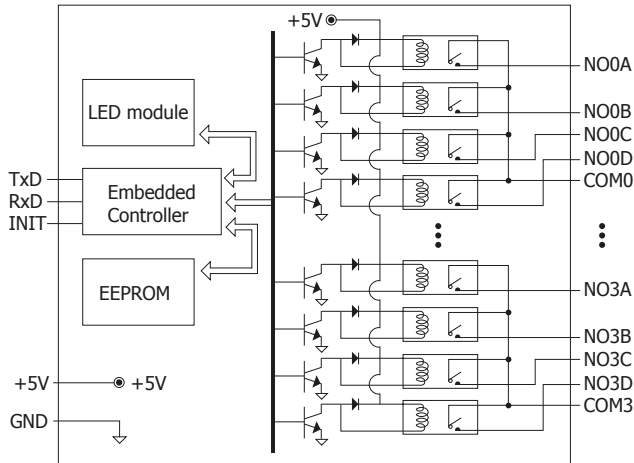 +5V
LED module
TxD
RxD
INIT
Embedded
Controller
EEPROM
+5V
+5V
GND
NO0A
NO0B
NO0C
NO0D
COM0
NO3A
NO3B
NO3C
NO3D
COM3